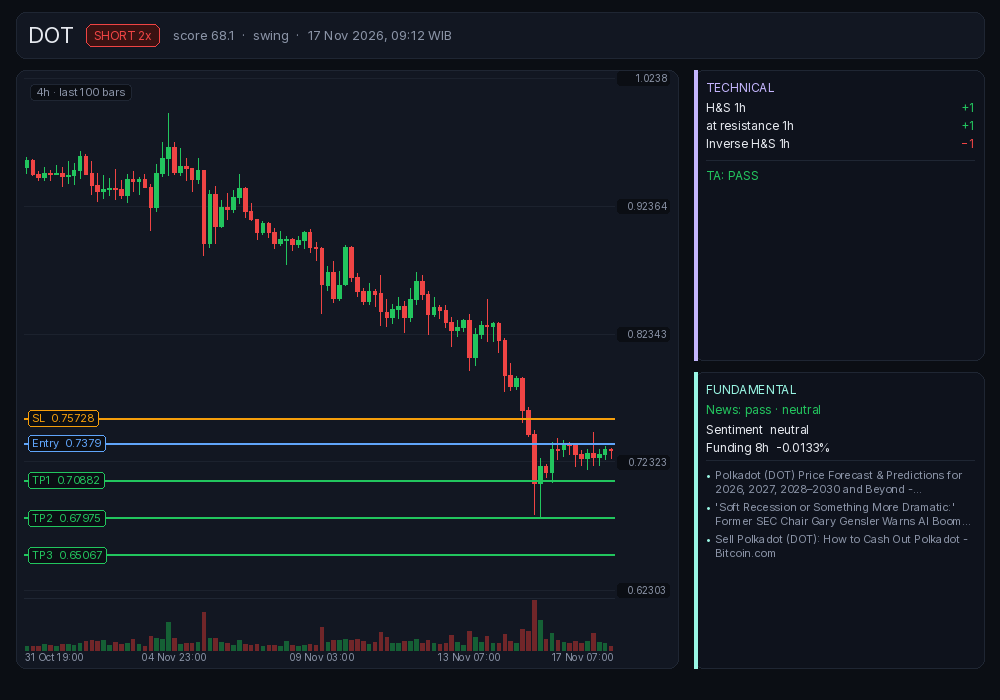 DOT SHORT 2x score 68.1 · swing · 17 Nov 2026, 09:12 WIB
4h · last 100 bars
1.0238
0.92364
0.82343
0.72323
0.62303
SL 0.75728
Entry 0.7379
TP1 0.70882
TP2 0.67975
TP3 0.65067
31 Oct 19:00 04 Nov 23:00 09 Nov 03:00 13 Nov 07:00 17 Nov 07:00
TECHNICAL
H&S 1h +1
at resistance 1h +1
Inverse H&S 1h −1
TA: PASS
FUNDAMENTAL
News: pass · neutral
Sentiment neutral
Funding 8h -0.0133%
• Polkadot (DOT) Price Forecast & Predictions for
2026, 2027, 2028–2030 and Beyond -...
• 'Soft Recession or Something More Dramatic:'
Former SEC Chair Gary Gensler Warns AI Boom...
• Sell Polkadot (DOT): How to Cash Out Polkadot -
Bitcoin.com